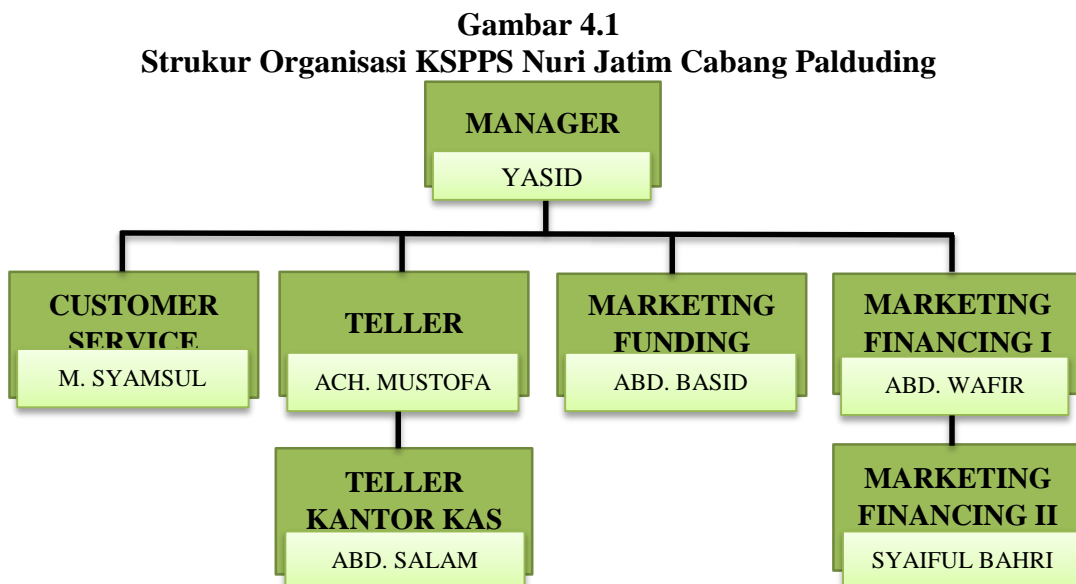 Gambar 4.1
Strukur Organisasi KSPPS Nuri Jatim Cabang Palduding
MANAGER
YASID
CUSTOMER
SERVICE
M. SYAMSUL
TELLER
ACH. MUSTOFA
MARKETING
FUNDING
ABD. BASID
MARKETING
FINANCING I
ABD. WAFIR
TELLER
KANTOR KAS
ABD. SALAM
MARKETING
FINANCING II
SYAIFUL BAHRI